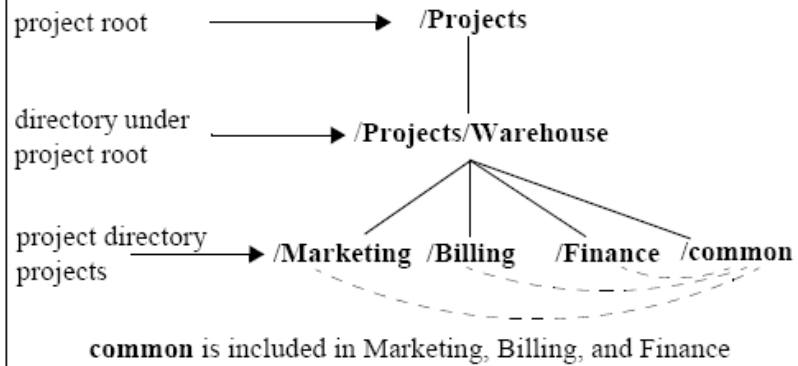 project root
/Projects
directory under
project root
/Projects/Warehouse
project directory
projects
/Marketing /Billing /Finance /common
common is included in Marketing, Billing, and Finance